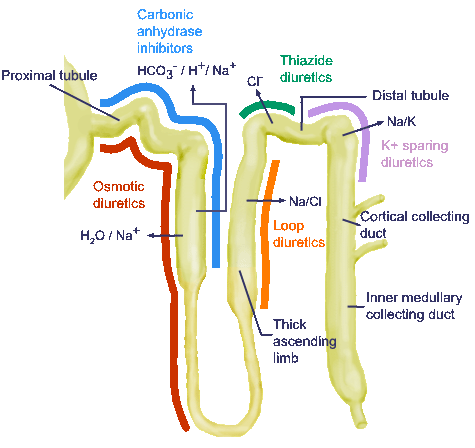 Carbonic
anhydrase
inhibitors
HCO₃⁻ / H⁺/ Na⁺
Proximal tubule
Thiazide
diuretics
Cl⁻
Distal tubule
Na/K
K+ sparing
diuretics
Osmotic
diuretics
H₂O / Na⁺
Na/Cl
Loop
diuretics
Cortical collecting
duct
Inner medullary
collecting duct
Thick
ascending
limb